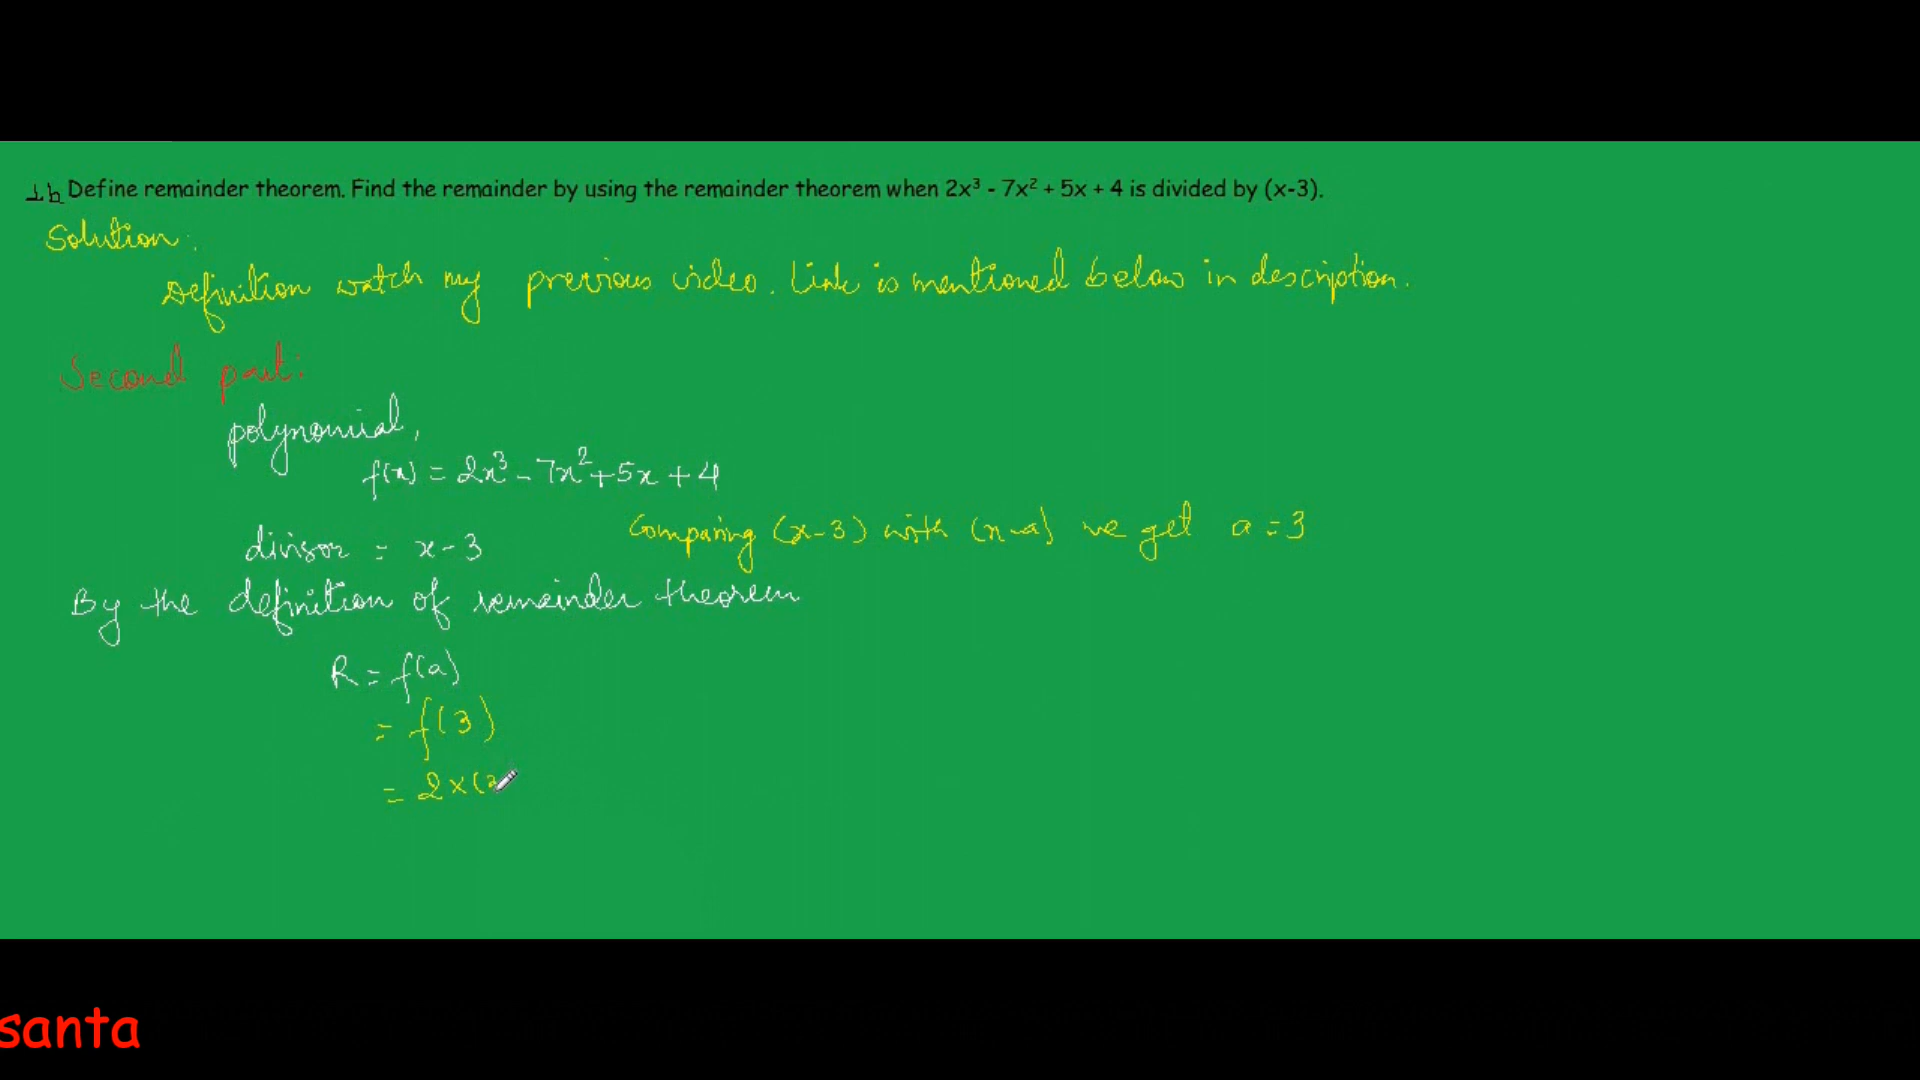 1b Define remainder theorem. Find the remainder by using the remainder theorem when 2x³ - 7x² + 5x + 4 is divided by (x-3).
Solution:
Definition watch my previous video. Link is mentioned below in description.
Second part:
polynomial,
f(x) = 2x³ - 7x² + 5x + 4
divisor = x - 3 Comparing (x-3) with (x-a) we get a = 3
By the definition of remainder theorem
R = f(a)
= f(3)
= 2×(3
santa